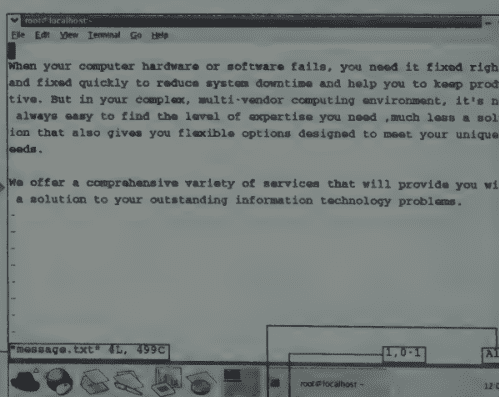 root@localhost:~
File Edit View Terminal Go Help
When your computer hardware or software fails, you need it fixed righ
and fixed quickly to reduce system downtime and help you to keep prod
tive. But in your complex, multi-vendor computing environment, it's n
always easy to find the level of expertise you need ,much less a sol
ion that also gives you flexible options designed to meet your unique
eeds.
We offer a comprehensive variety of services that will provide you wi
a solution to your outstanding information technology problems.
~
~
~
~
~
~
~
"message.txt" 4L, 499C 1,0-1 Al
root@localhost:~ 12:0